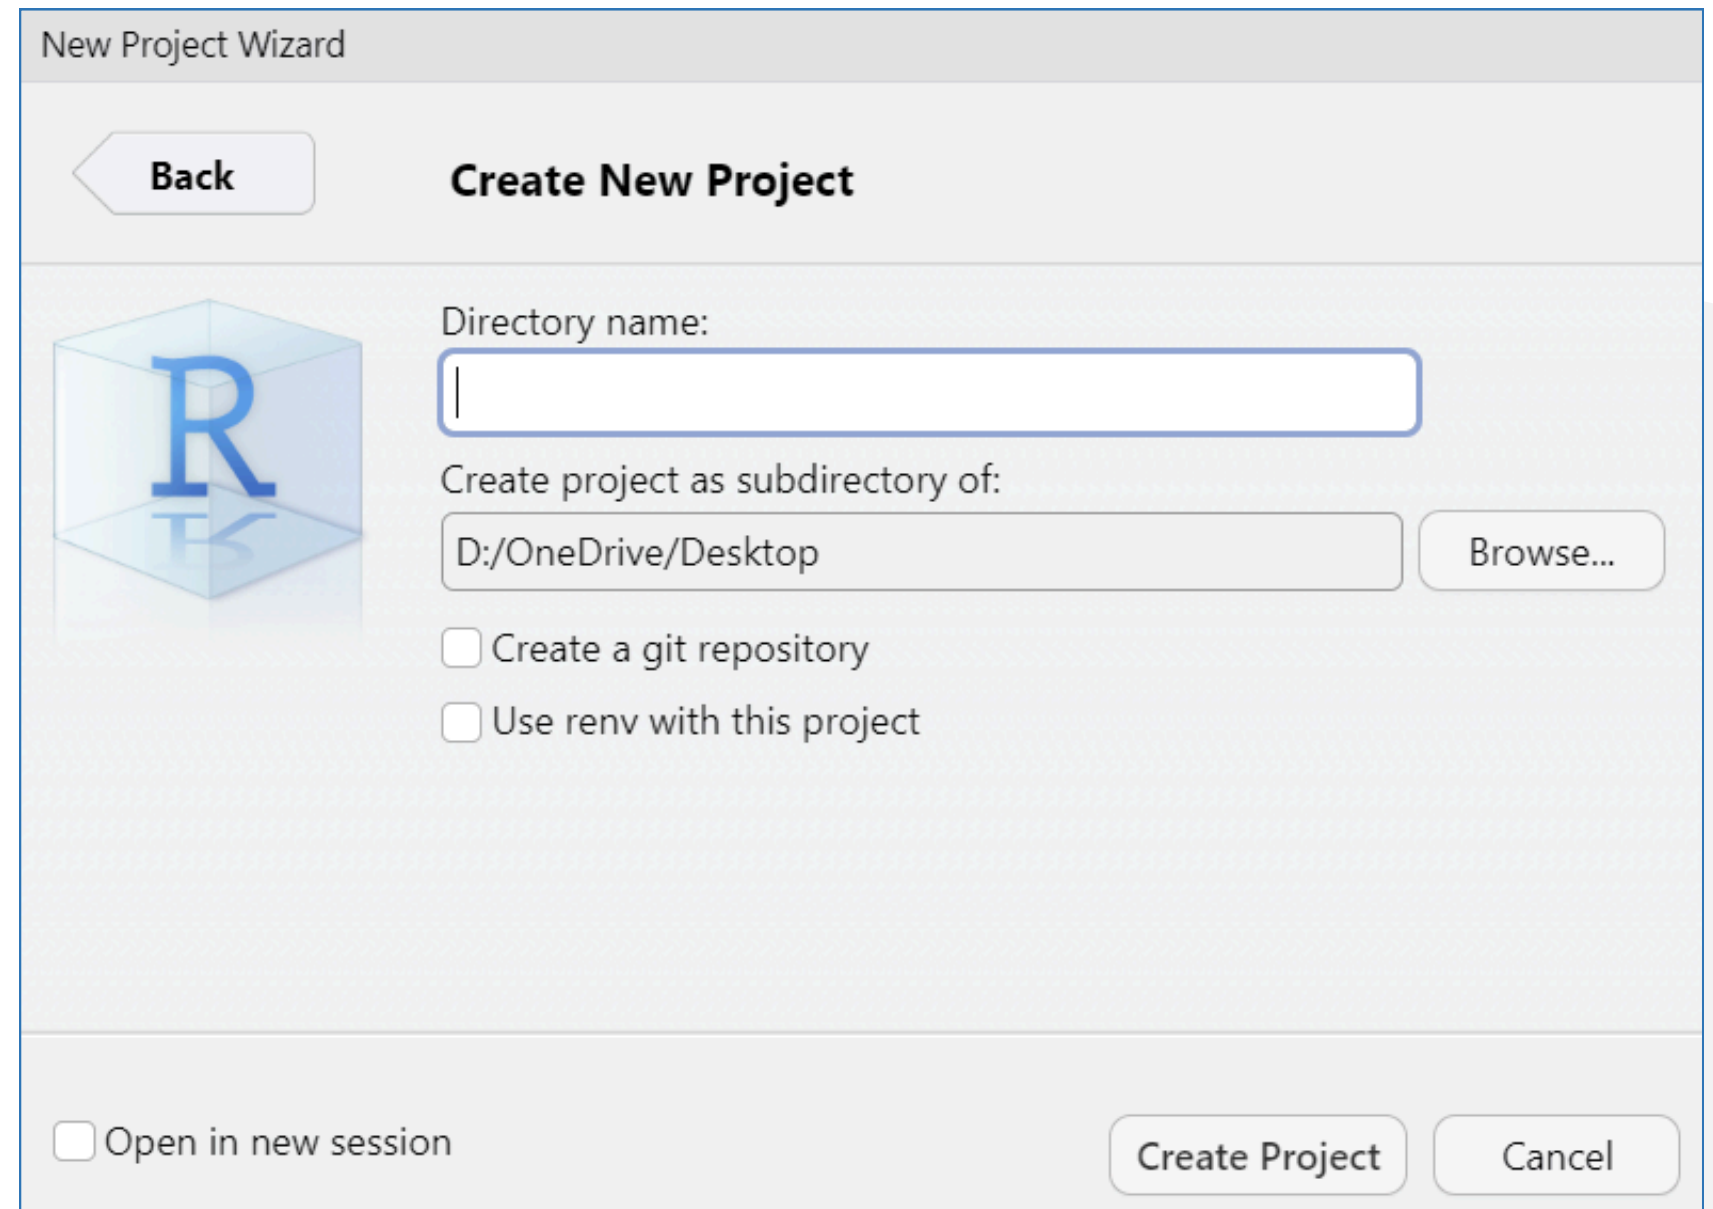 New Project Wizard
Back
Create New Project
R
Directory name:
Create project as subdirectory of:
D:/OneDrive/Desktop
Browse...
Create a git repository
Use renv with this project
Open in new session
Create Project
Cancel